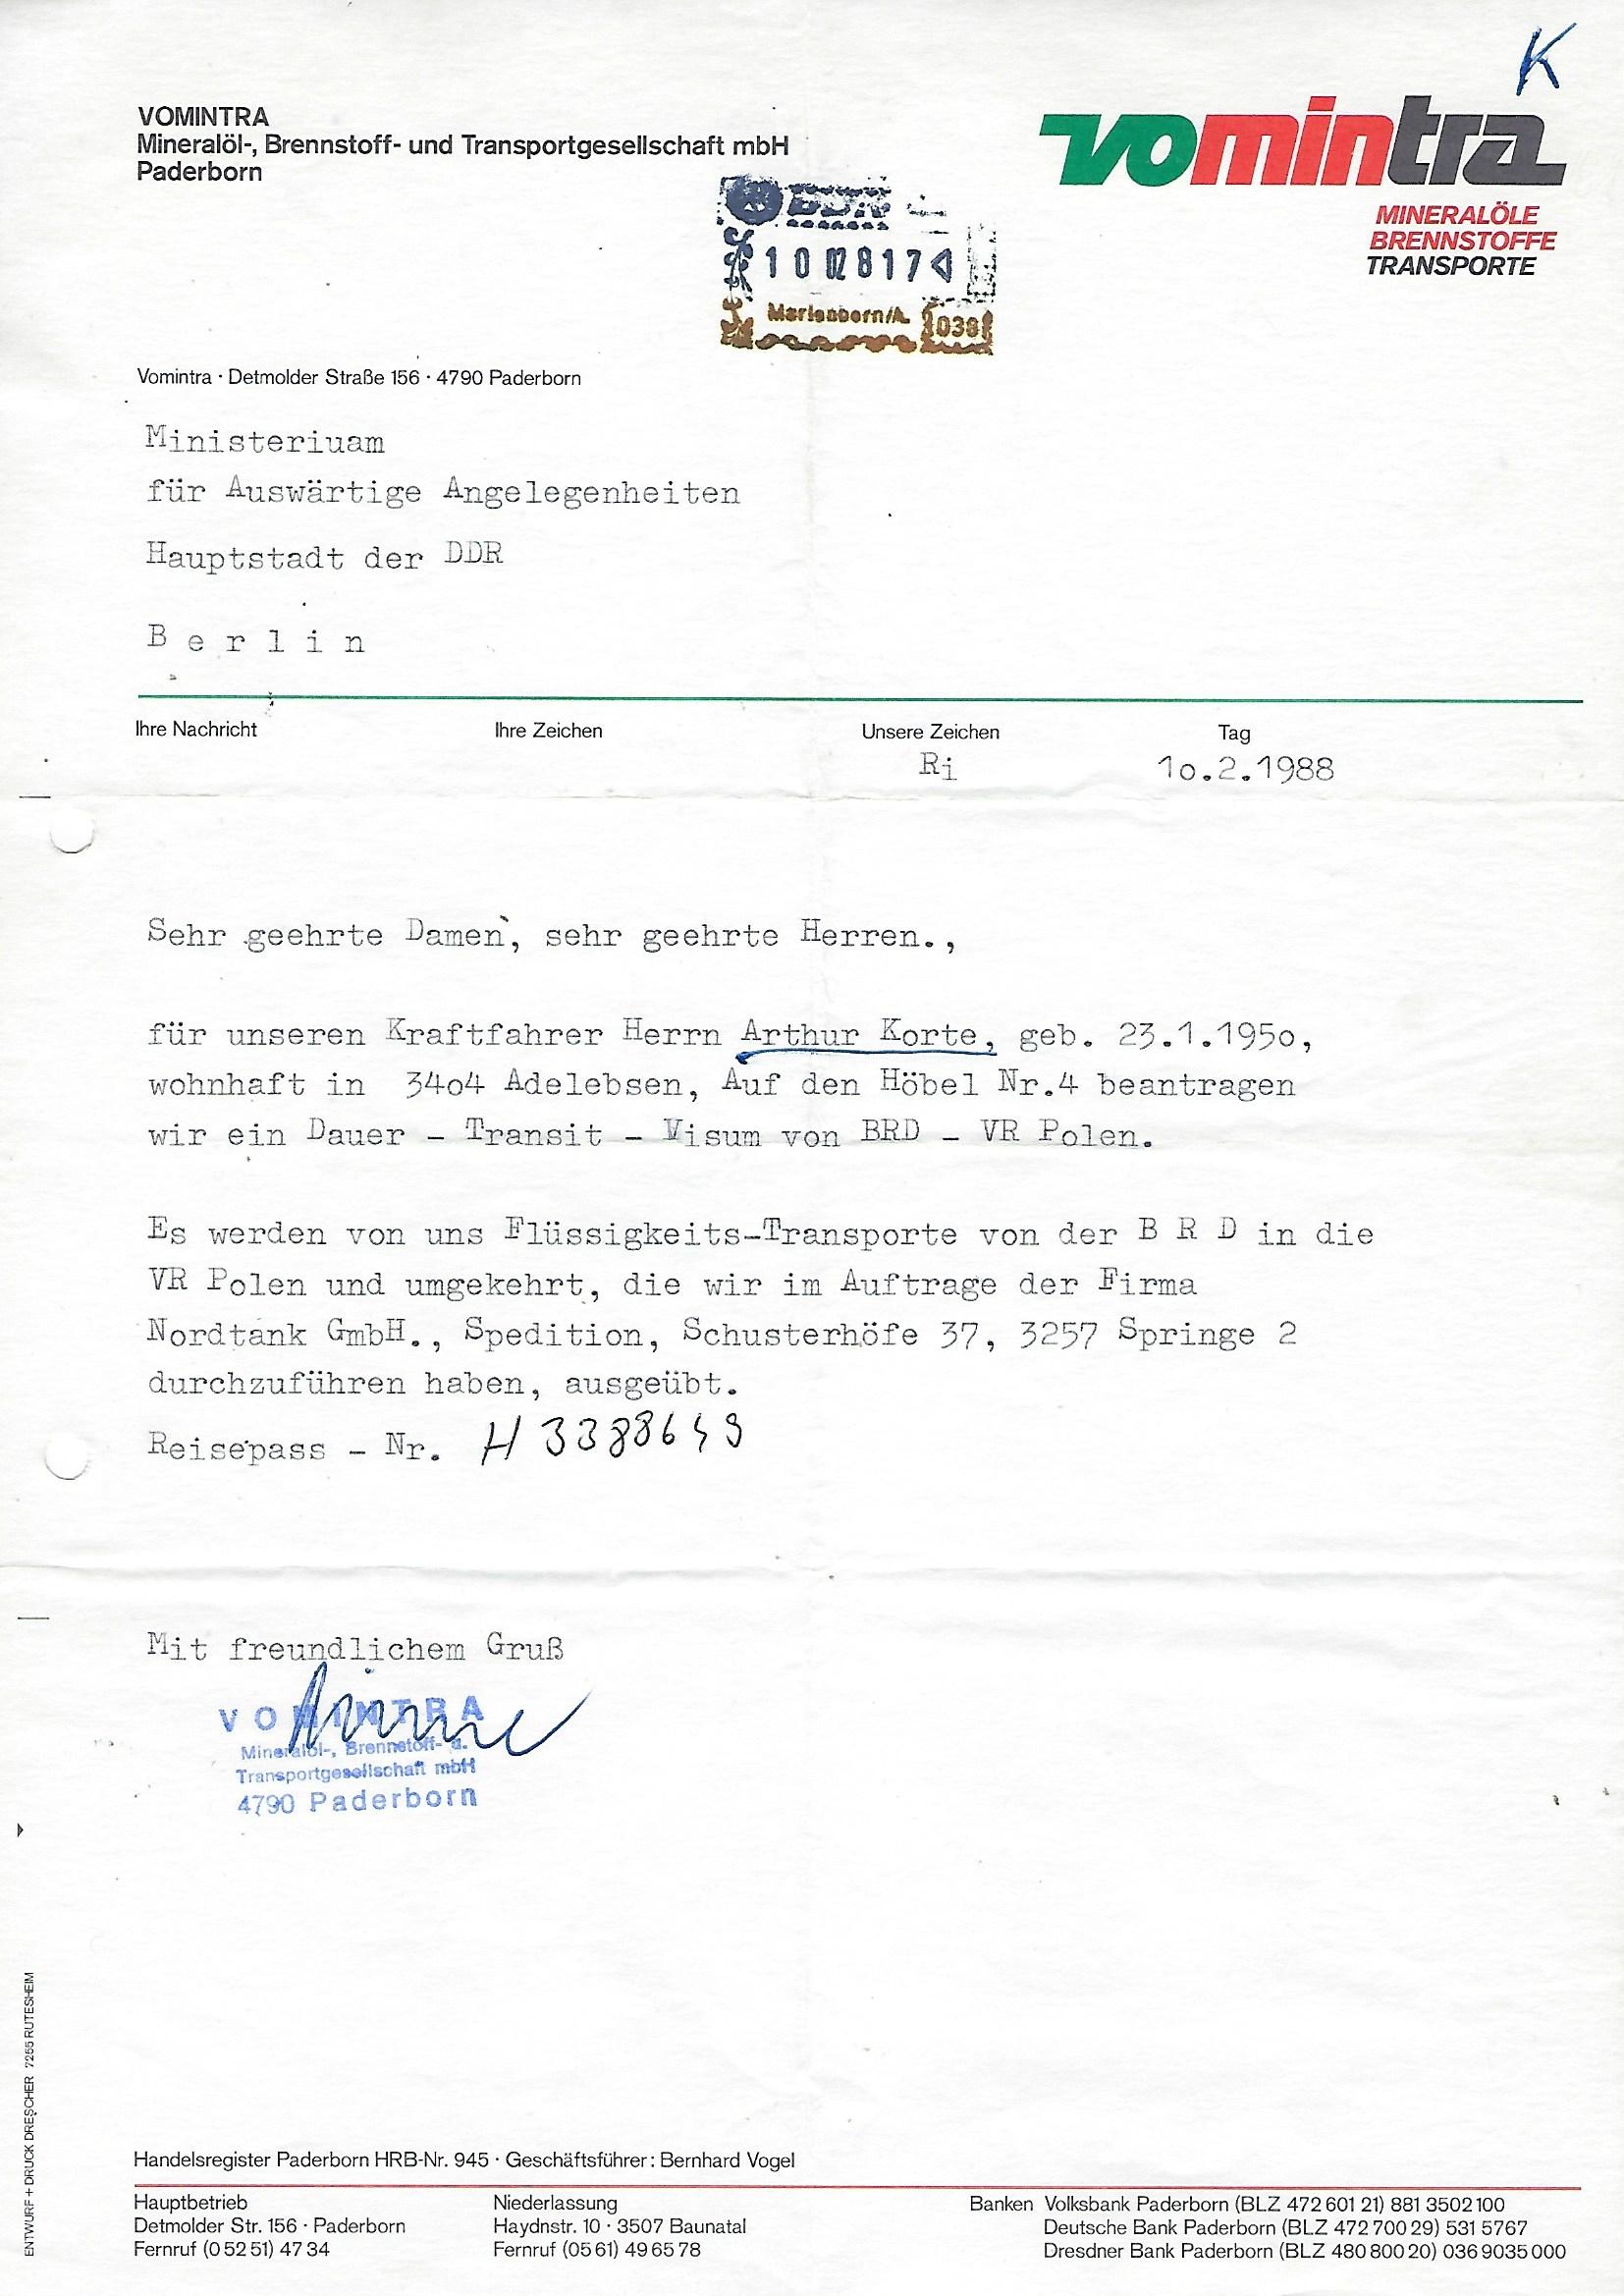 K
VOMINTRA
Mineralöl-, Brennstoff- und Transportgesellschaft mbH
Paderborn
vomintra
MINERALÖLE
BRENNSTOFFE
TRANSPORTE
DDR
10 02 8 17
Marienborn/A. 038
Vomintra · Detmolder Straße 156 · 4790 Paderborn
Ministeriuam
für Auswärtige Angelegenheiten
Hauptstadt der DDR
B e r l i n
Ihre Nachricht Ihre Zeichen Unsere Zeichen Tag
Ri 1o.2.1988
Sehr geehrte Damen, sehr geehrte Herren.,
für unseren Kraftfahrer Herrn Arthur Korte, geb. 23.1.195o,
wohnhaft in 34o4 Adelebsen, Auf den Höbel Nr.4 beantragen
wir ein Dauer - Transit - Visum von BRD - VR Polen.
Es werden von uns Flüssigkeits-Transporte von der B R D in die
VR Polen und umgekehrt, die wir im Auftrage der Firma
Nordtank GmbH., Spedition, Schusterhöfe 37, 3257 Springe 2
durchzuführen haben, ausgeübt.
Reisepass - Nr.
Mit freundlichem Gruß
VOMINTRA
Mineralöl-, Brennstoff- u.
Transportgesellschaft mbH
4790 Paderborn
ENTWURF + DRUCK DRESCHER 7255 RUTESHEIM
Handelsregister Paderborn HRB-Nr. 945 · Geschäftsführer: Bernhard Vogel
Hauptbetrieb Niederlassung Banken Volksbank Paderborn (BLZ 472 601 21) 881 3502 100
Detmolder Str. 156 · Paderborn Haydnstr. 10 · 3507 Baunatal Deutsche Bank Paderborn (BLZ 472 700 29) 531 5767
Fernruf (0 52 51) 47 34 Fernruf (05 61) 49 65 78 Dresdner Bank Paderborn (BLZ 480 800 20) 036 9035 000